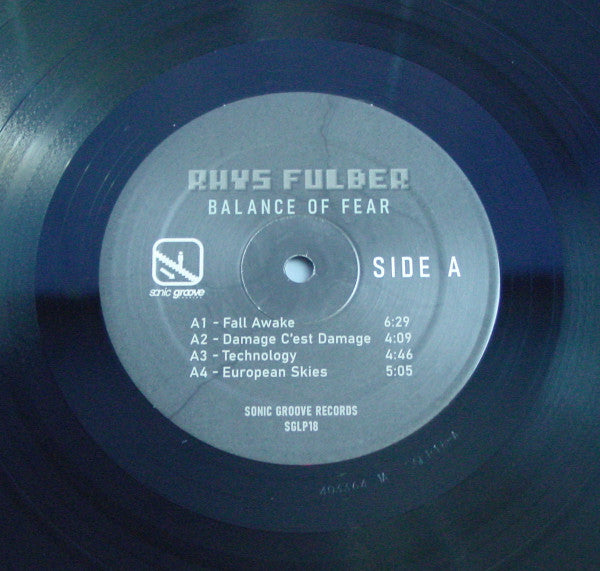 RHYS FULBER
BALANCE OF FEAR
sonic groove
SIDE A
A1 - Fall Awake 6:29
A2 - Damage C'est Damage 4:09
A3 - Technology 4:46
A4 - European Skies 5:05
SONIC GROOVE RECORDS
SGLP18